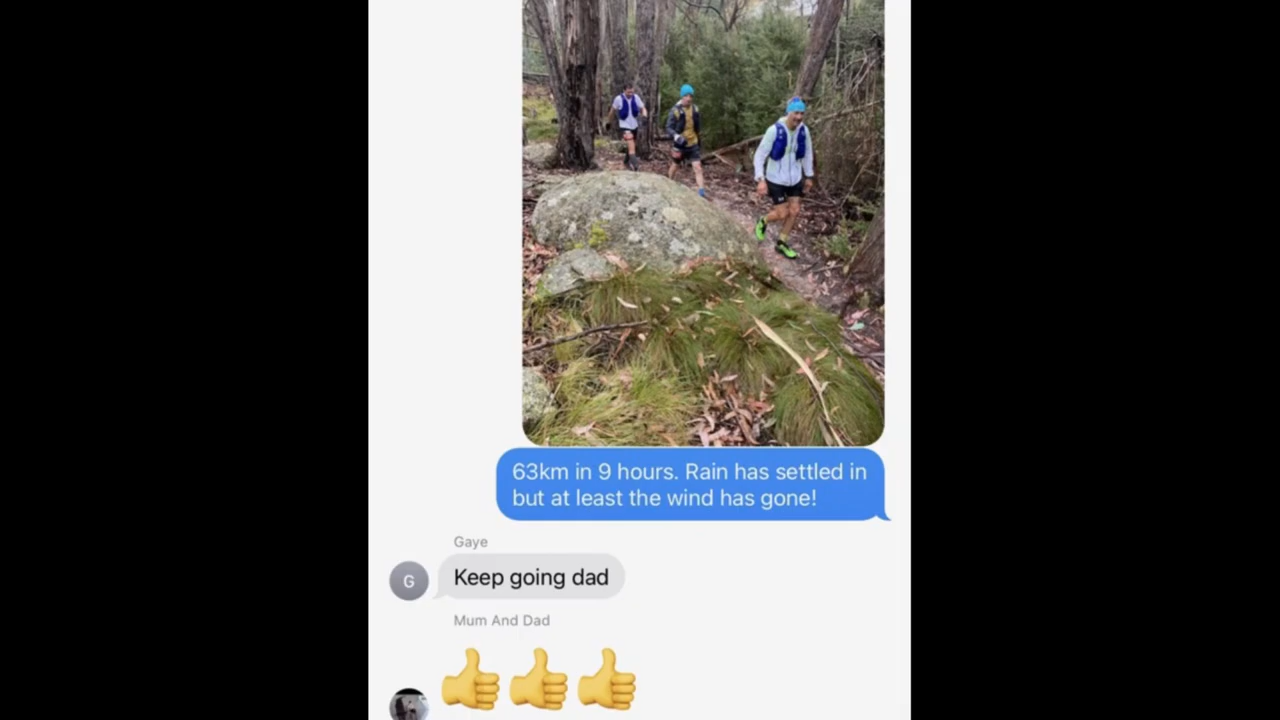 63km in 9 hours. Rain has settled in
but at least the wind has gone!
Gaye
G
Keep going dad
Mum And Dad